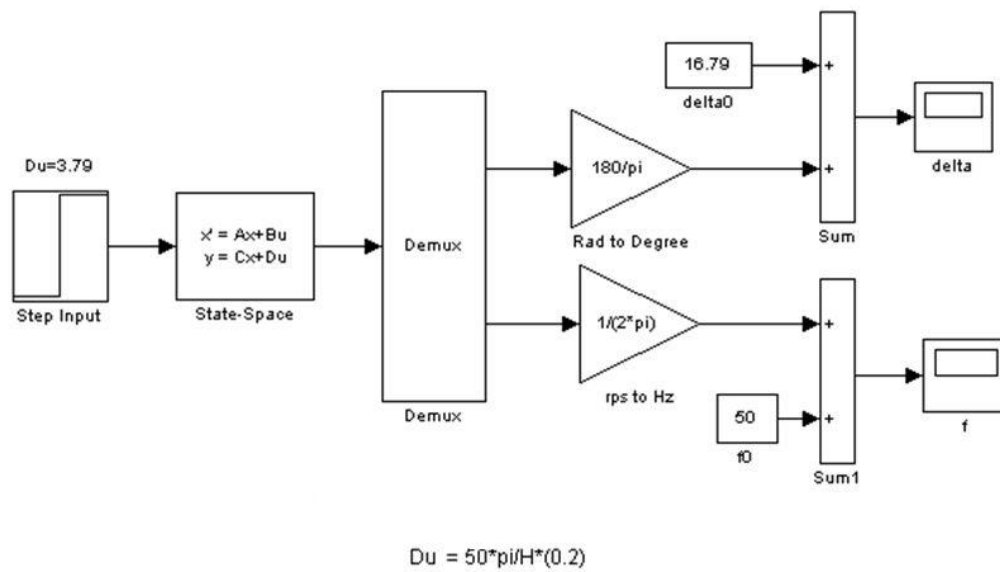 Du=3.79
Step Input
x' = Ax+Bu
y = Cx+Du
State-Space
Demux
Demux
180/pi
Rad to Degree
1/(2*pi)
rps to Hz
16.79
delta0
50
f0
+
+
Sum
+
+
Sum1
delta
f
Du = 50*pi/H*(0.2)